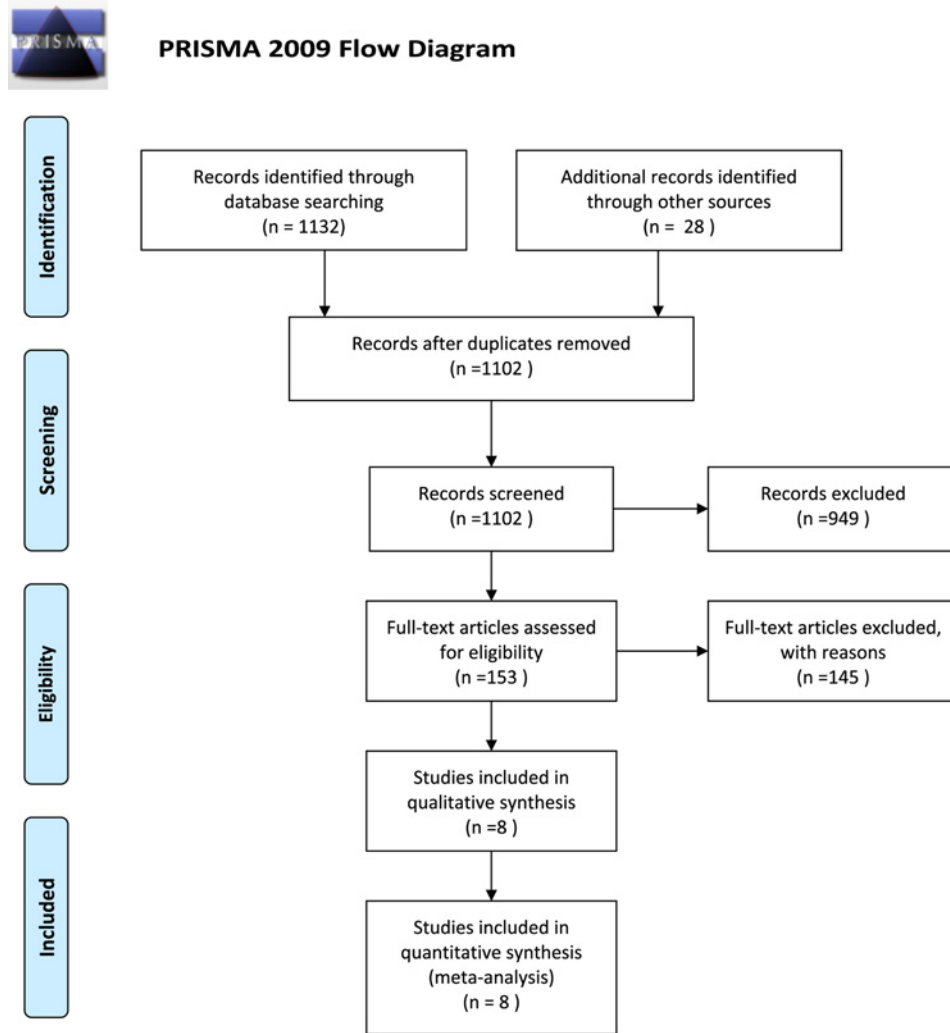 PRISMA
PRISMA 2009 Flow Diagram
Identification
Records identified through
database searching
(n = 1132)
Additional records identified
through other sources
(n = 28 )
Records after duplicates removed
(n =1102 )
Screening
Records screened
(n =1102 )
Records excluded
(n =949 )
Eligibility
Full-text articles assessed
for eligibility
(n =153 )
Full-text articles excluded,
with reasons
(n =145 )
Studies included in
qualitative synthesis
(n =8 )
Included
Studies included in
quantitative synthesis
(meta-analysis)
(n = 8 )